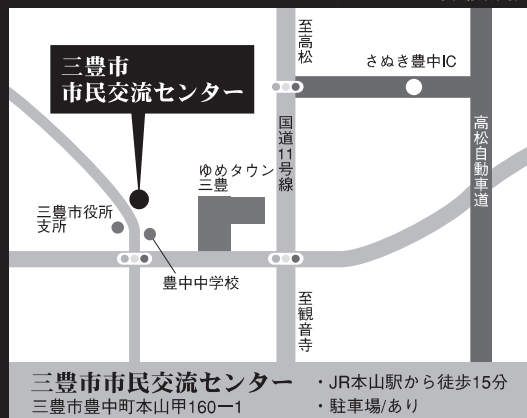 至高松
さぬき豊中IC
三豊市
市民交流センター
国道11号線
高松自動車道
ゆめタウン
三豊
三豊市役所
支所
豊中中学校
至観音寺
三豊市市民交流センター
三豊市豊中町本山甲160－1
・JR本山駅から徒歩15分
・駐車場/あり